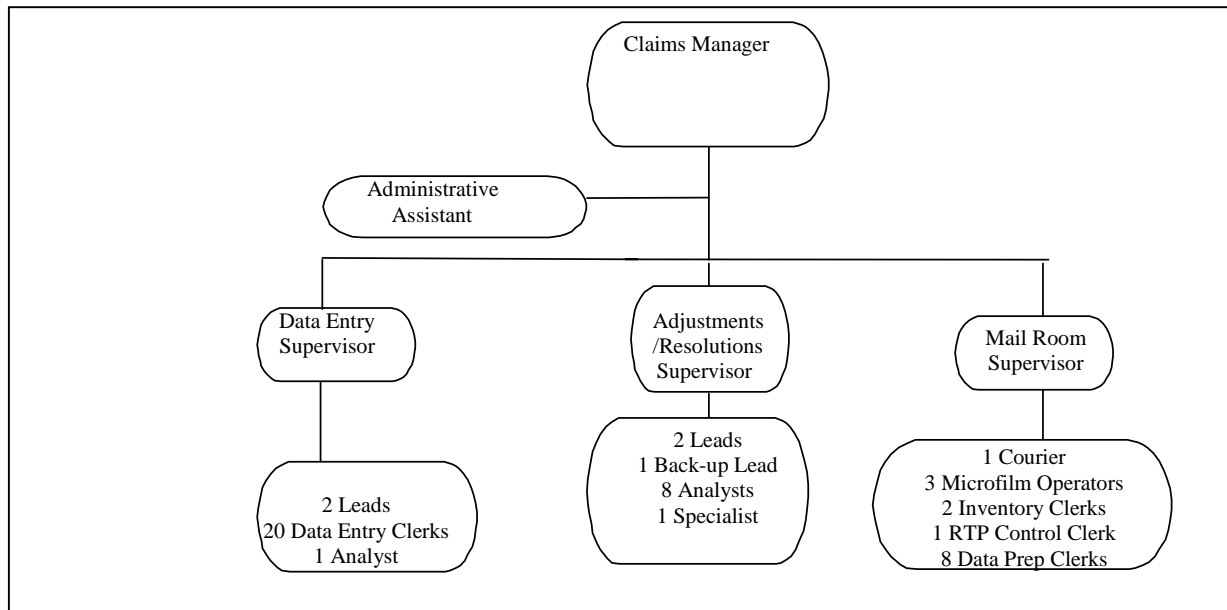 Claims Manager
Administrative
Assistant
Data Entry
Supervisor
Adjustments
/Resolutions
Supervisor
Mail Room
Supervisor
2 Leads
20 Data Entry Clerks
1 Analyst
2 Leads
1 Back-up Lead
8 Analysts
1 Specialist
1 Courier
3 Microfilm Operators
2 Inventory Clerks
1 RTP Control Clerk
8 Data Prep Clerks